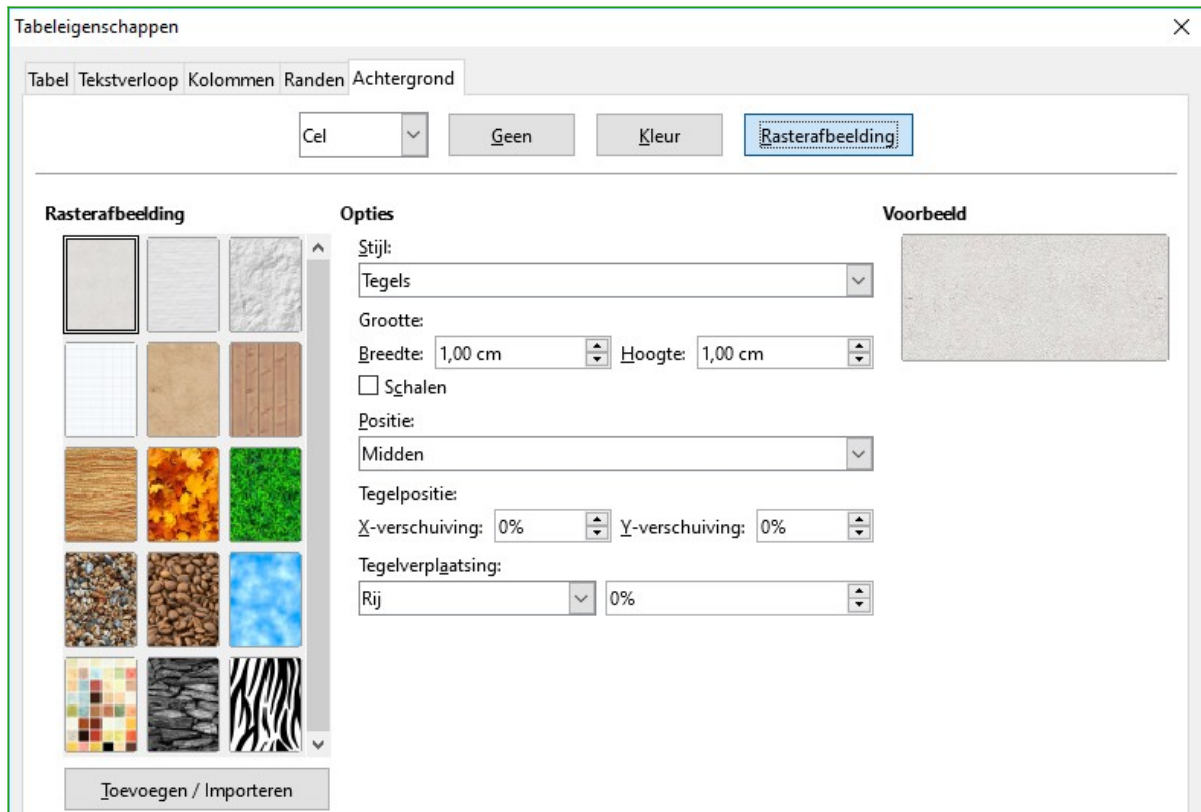 Tabeleigenschappen
Tabel Tekstverloop Kolommen Randen Achtergrond
Cel Geen Kleur Rasterafbeelding
Rasterafbeelding
Opties
Stijl:
Tegels
Grootte:
Breedte: 1,00 cm Hoogte: 1,00 cm
Schalen
Positie:
Midden
Tegelpositie:
X-verschuiving: 0% Y-verschuiving: 0%
Tegelverplaatsing:
Rij 0%
Voorbeeld
Toevoegen / Importeren